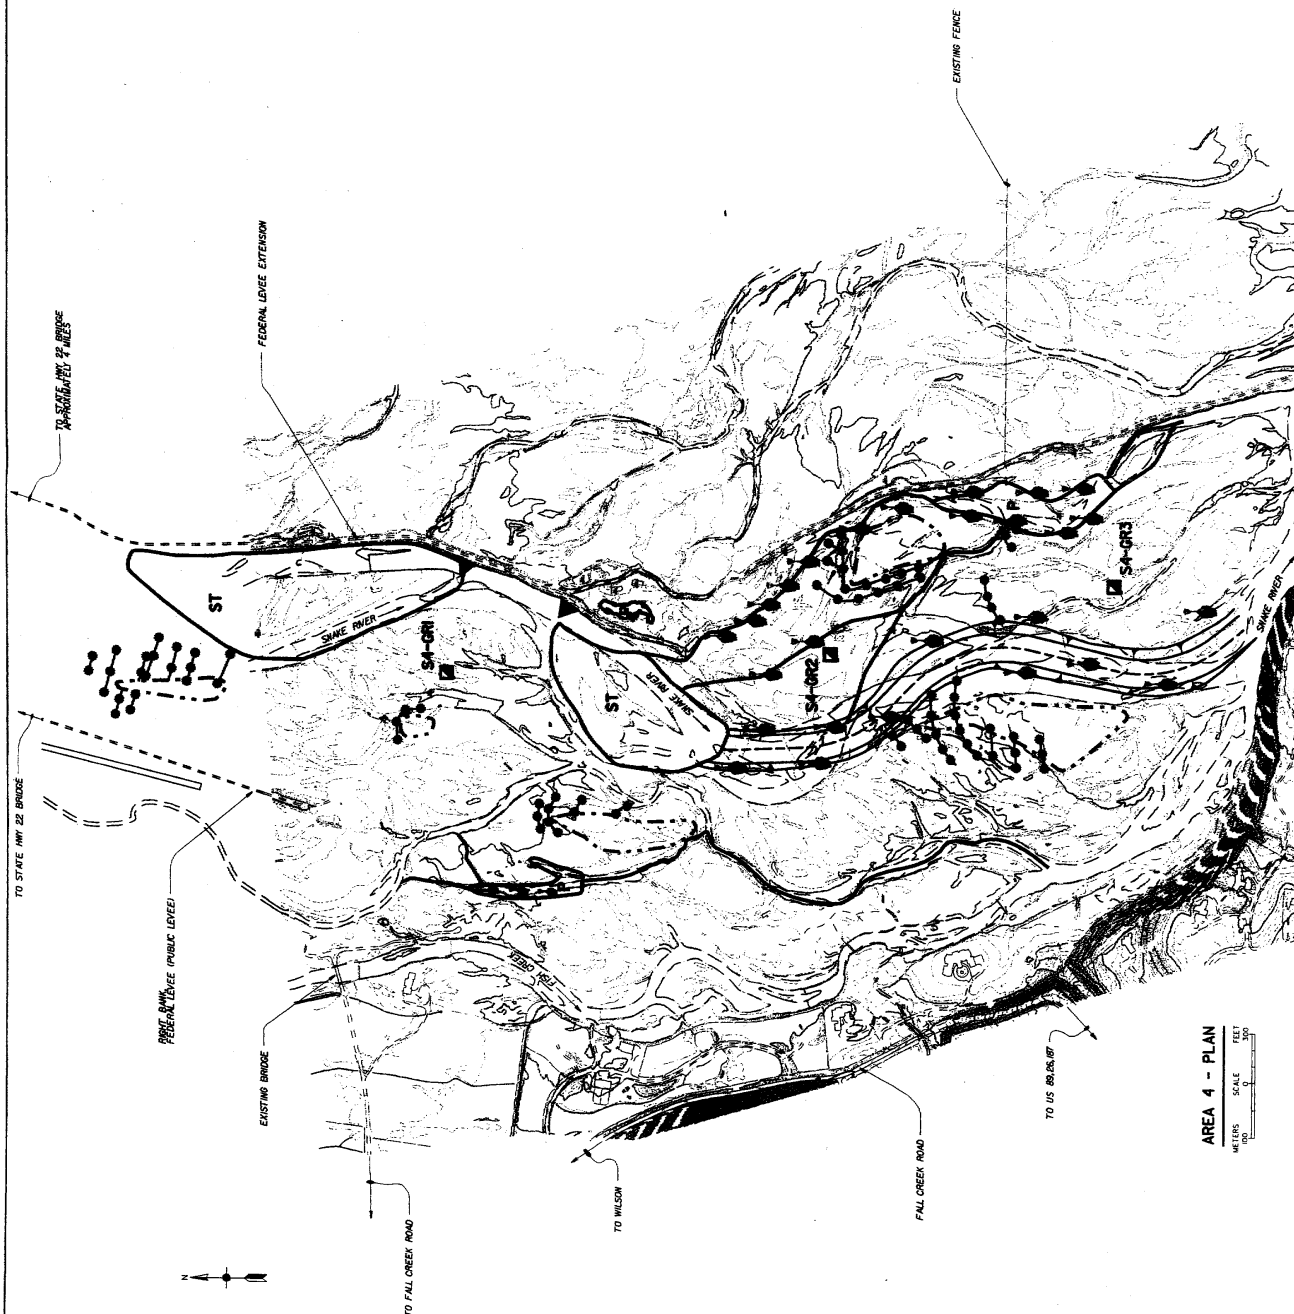 TO STATE HWY 22 BRIDGE
APPROXIMATELY 4 MILES
EXISTING FENCE
FEDERAL LEVEE EXTENSION
TO STATE HWY 22 BRIDGE
RIGHT BANK
FEDERAL LEVEE (PUBLIC LEVEE)
EXISTING BRIDGE
TO FALL CREEK ROAD
TO WILSON
FALL CREEK ROAD
TO US 89,26,187
ST
SNAKE RIVER
S4-GR1
ST
SNAKE RIVER
S4-GR2
S4-GR3
SNAKE RIVER
FISH CREEK
N
AREA 4 - PLAN
METERS SCALE FEET
100 0 500